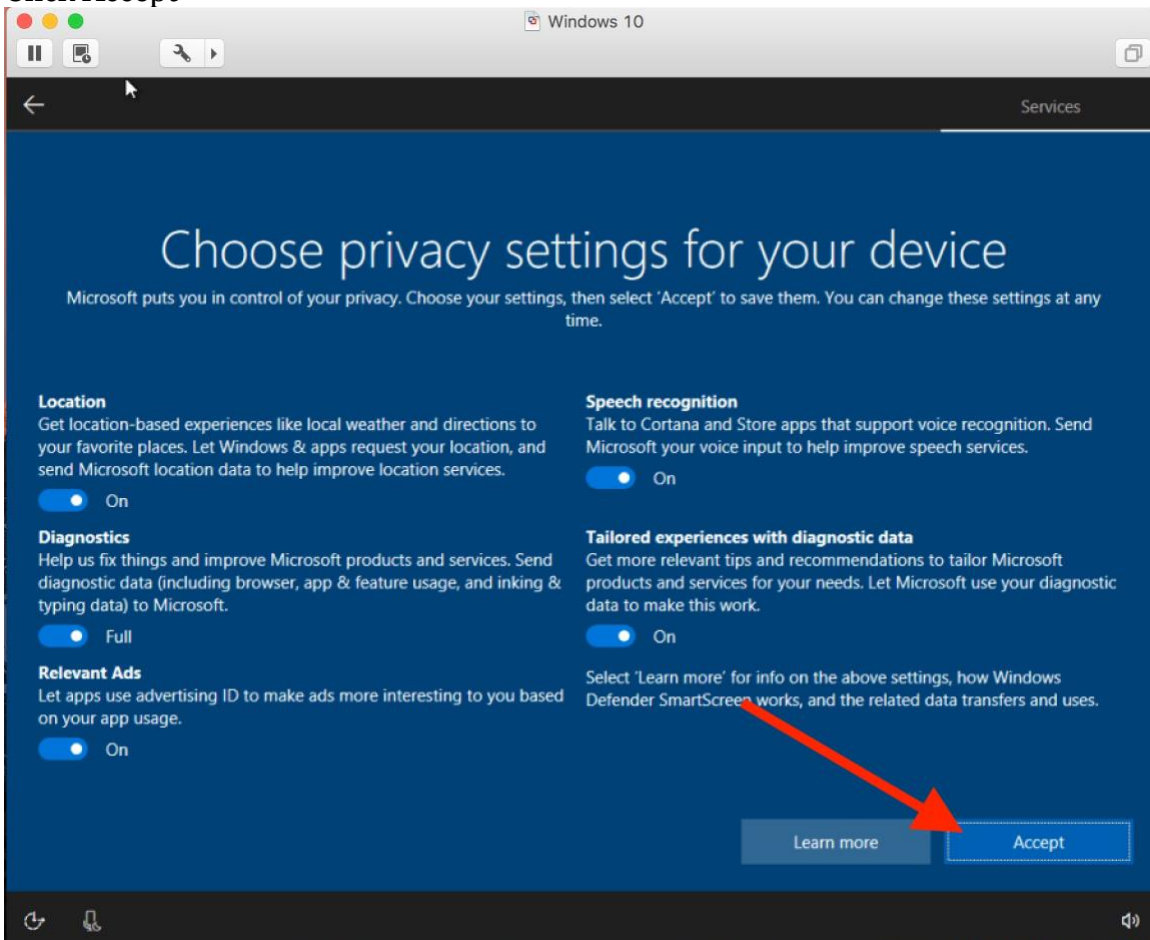 Click Accept
Windows 10
Services
Choose privacy settings for your device
Microsoft puts you in control of your privacy. Choose your settings, then select 'Accept' to save them. You can change these settings at any
time.
Location
Get location-based experiences like local weather and directions to
your favorite places. Let Windows & apps request your location, and
send Microsoft location data to help improve location services.
On
Diagnostics
Help us fix things and improve Microsoft products and services. Send
diagnostic data (including browser, app & feature usage, and inking &
typing data) to Microsoft.
Full
Relevant Ads
Let apps use advertising ID to make ads more interesting to you based
on your app usage.
On
Speech recognition
Talk to Cortana and Store apps that support voice recognition. Send
Microsoft your voice input to help improve speech services.
On
Tailored experiences with diagnostic data
Get more relevant tips and recommendations to tailor Microsoft
products and services for your needs. Let Microsoft use your diagnostic
data to make this work.
On
Select 'Learn more' for info on the above settings, how Windows
Defender SmartScreen works, and the related data transfers and uses.
Learn more
Accept